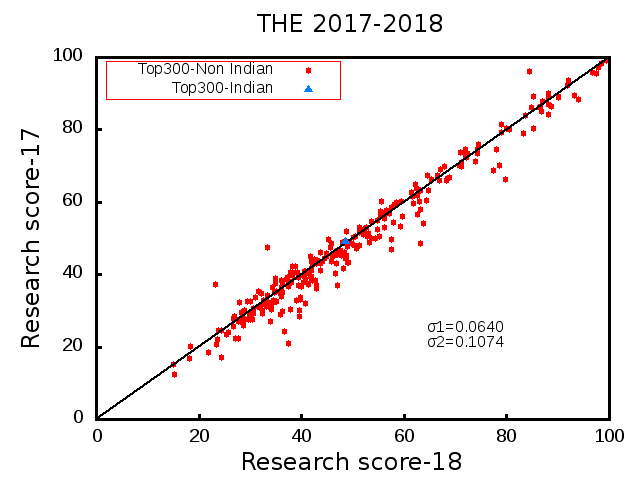 THE 2017-2018
Top300-Non Indian
Top300-Indian
Research score-17
100
80
60
40
20
0
σ1=0.0640
σ2=0.1074
0 20 40 60 80 100
Research score-18